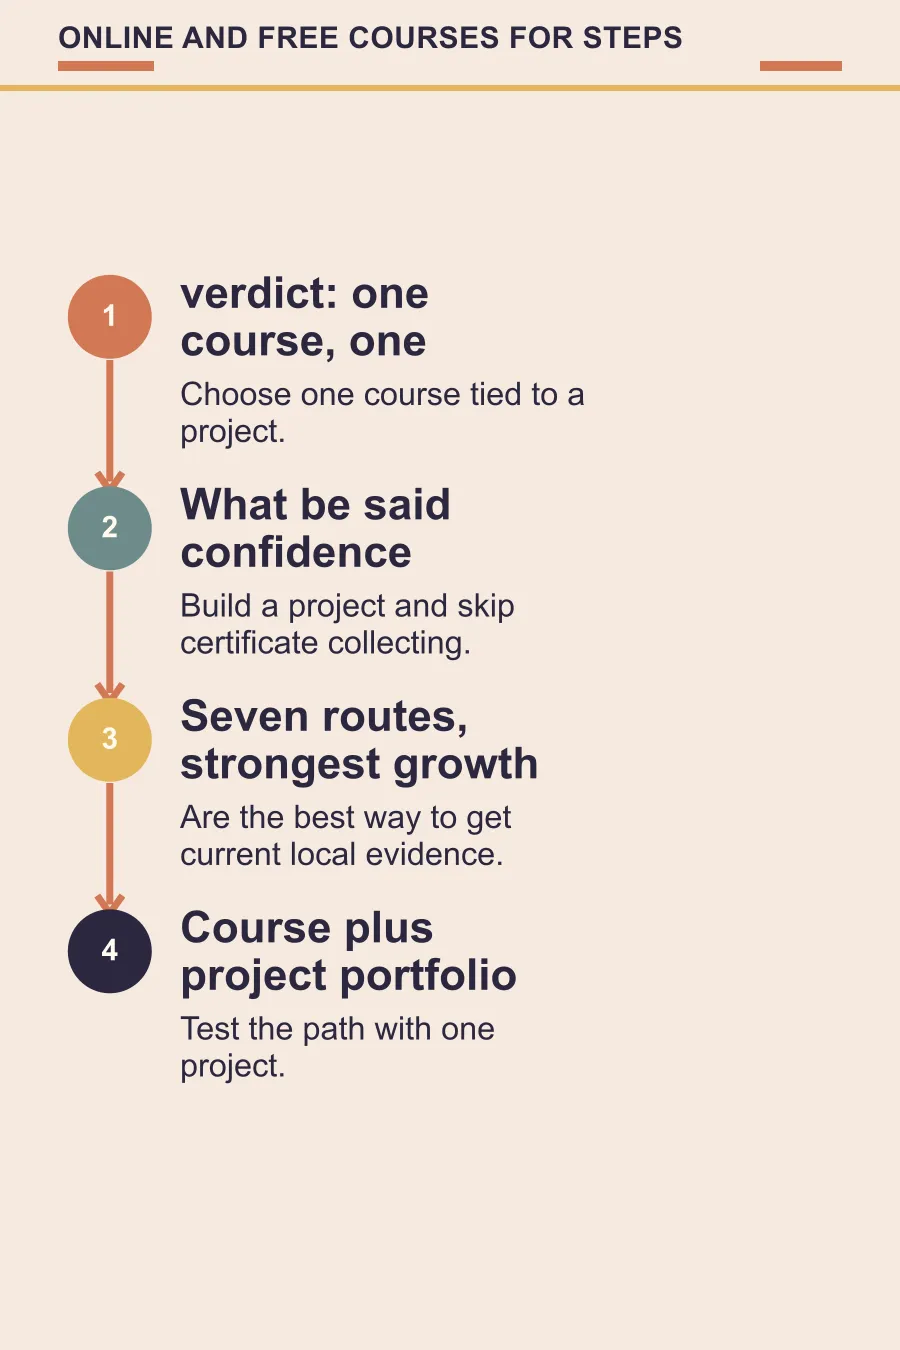 ONLINE AND FREE COURSES FOR STEPS
1
verdict: one
course, one
Choose one course tied to a
project.
2
What be said
confidence
Build a project and skip
certificate collecting.
3
Seven routes,
strongest growth
Are the best way to get
current local evidence.
4
Course plus
project portfolio
Test the path with one
project.